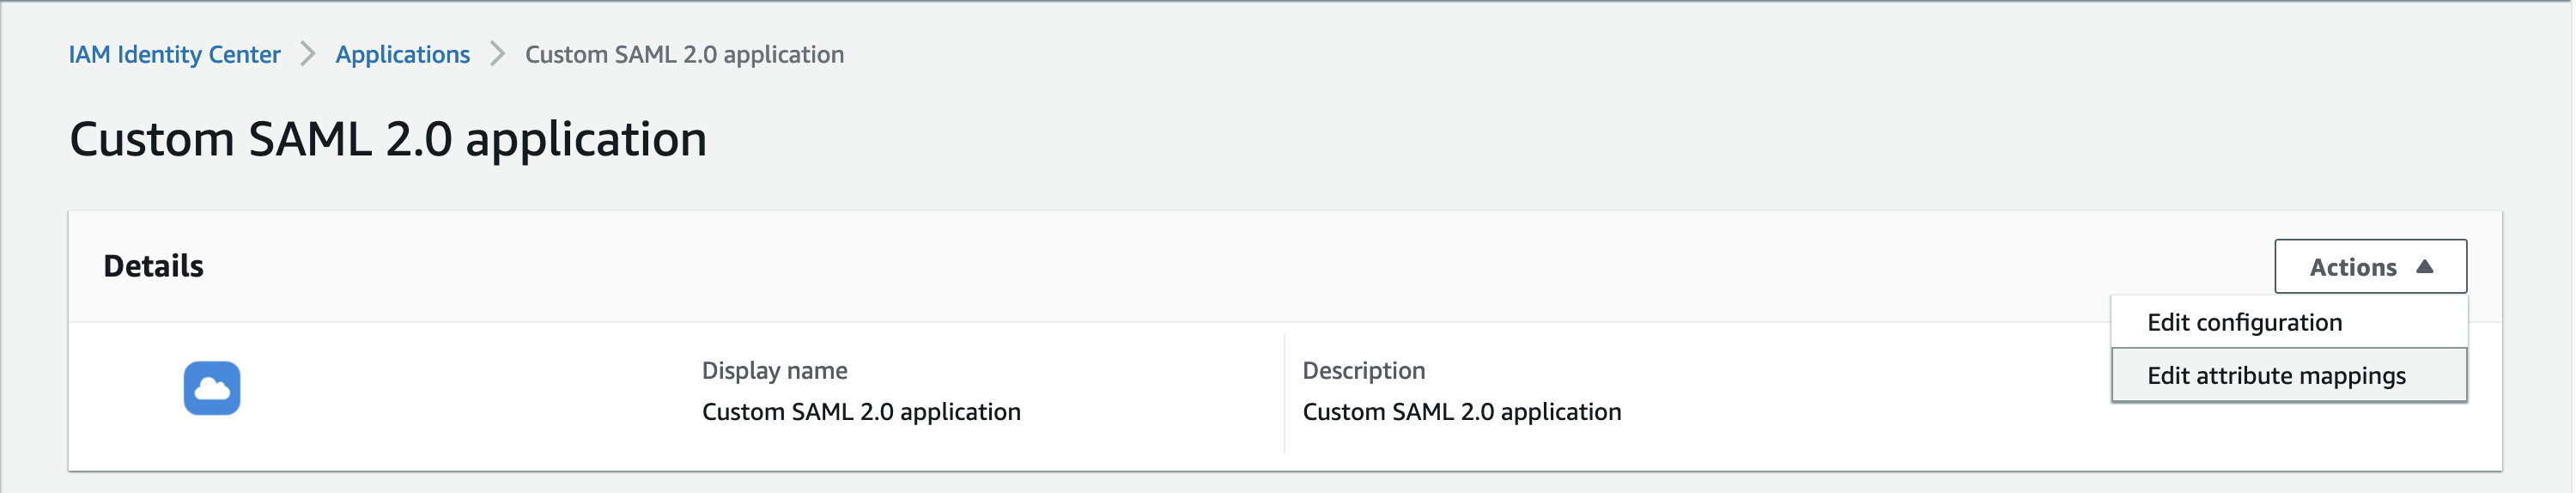 IAM Identity Center > Applications > Custom SAML 2.0 application
Custom SAML 2.0 application
Details
Actions
Edit configuration
Edit attribute mappings
Display name
Custom SAML 2.0 application
Description
Custom SAML 2.0 application